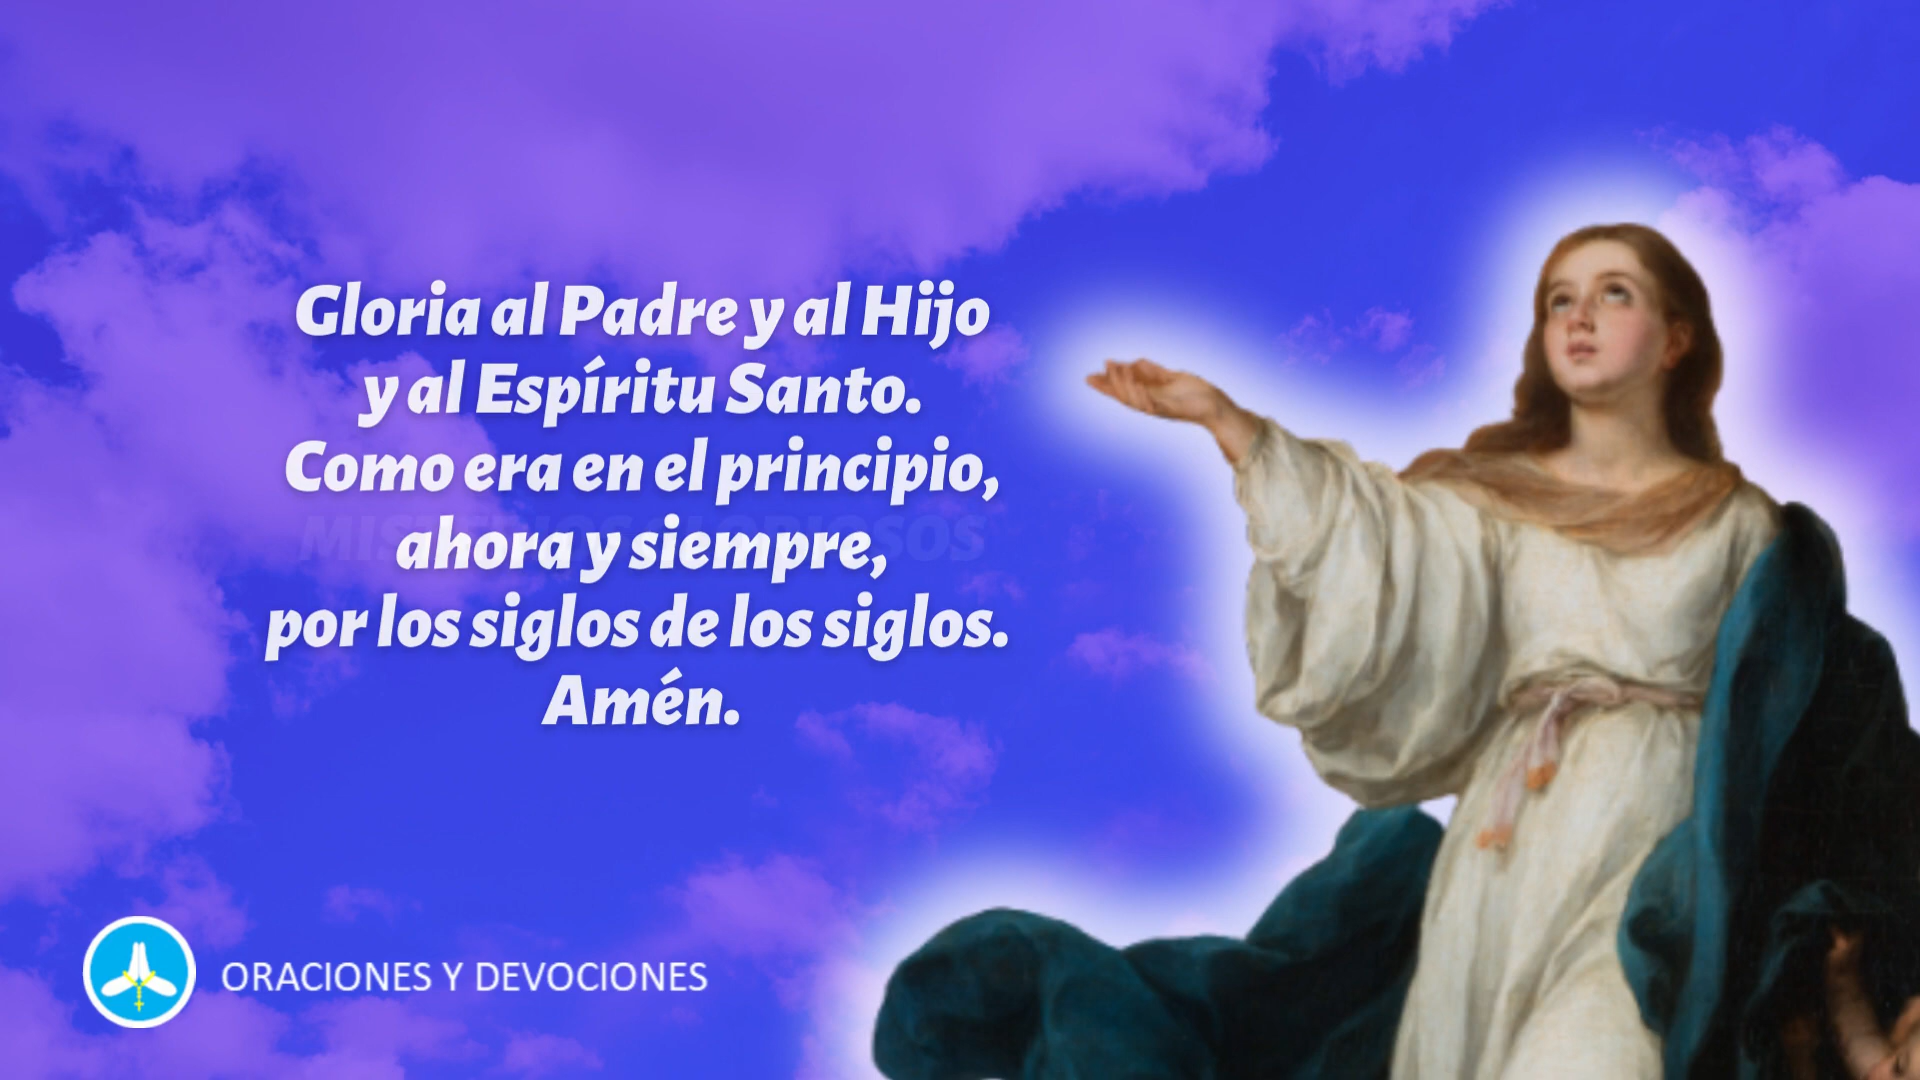 Gloria al Padre y al Hijo
y al Espíritu Santo.
Como era en el principio,
ahora y siempre,
por los siglos de los siglos.
Amén.
ORACIONES Y DEVOCIONES